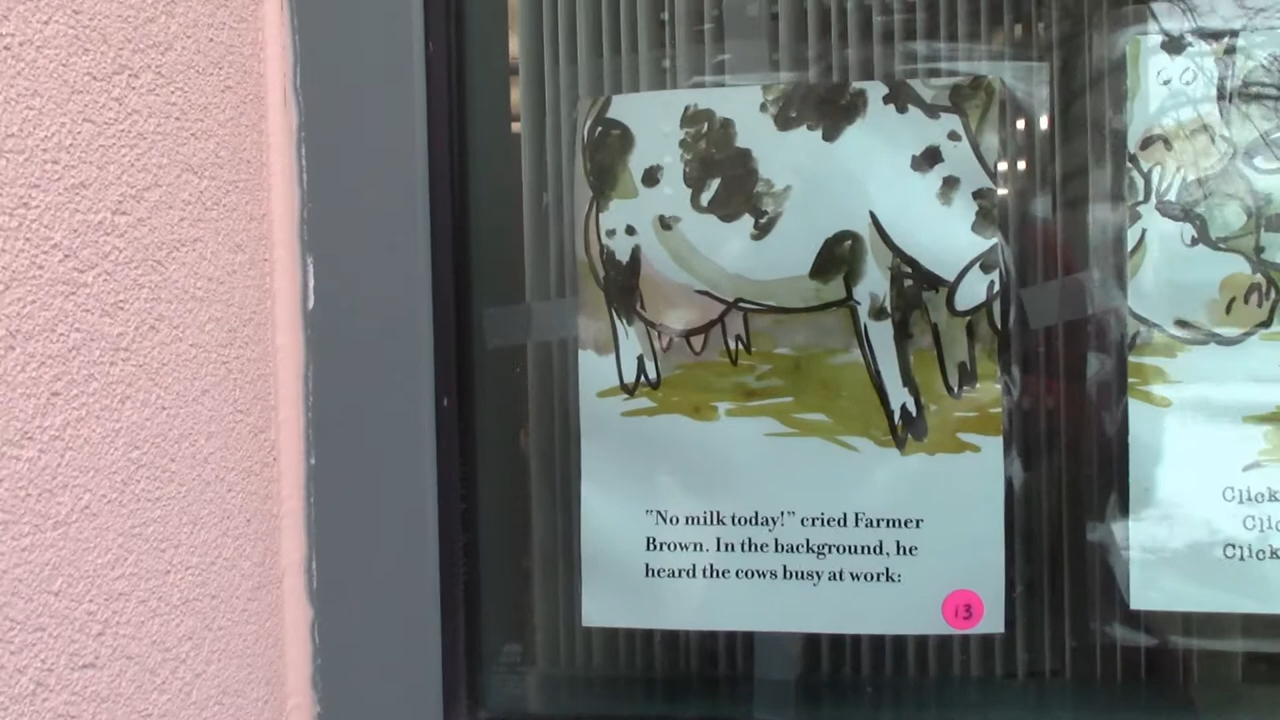 "No milk today!" cried Farmer
Brown. In the background, he
heard the cows busy at work:
13
Click
Click